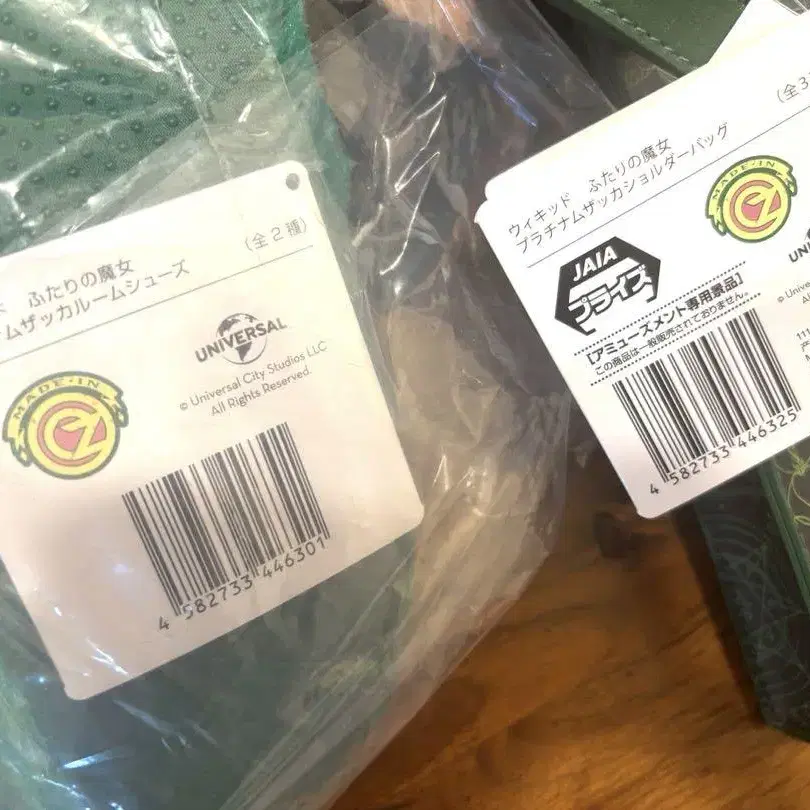 ふたりの魔女
ムザッカルームシューズ
(全2種)
MADE-IN
UNIVERSAL
© Universal City Studios LLC
All Rights Reserved.
4 582733 446301
(全3
ウィキッド ふたりの魔女
プラチナムザッカショルダーバッグ
MADE-IN
JAIA
プライズ
[アミューズメント専用景品]
この商品は一般販売されておりません。
UN
© Univers
4 582733 446325